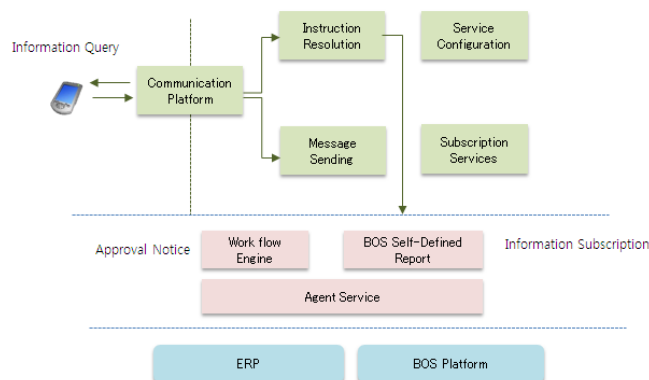 Information Query
Communication
Platform
Instruction
Resolution
Service
Configuration
Message
Sending
Subscription
Services
Approval Notice
Work flow
Engine
BOS Self-Defined
Report
Information Subscription
Agent Service
ERP
BOS Platform